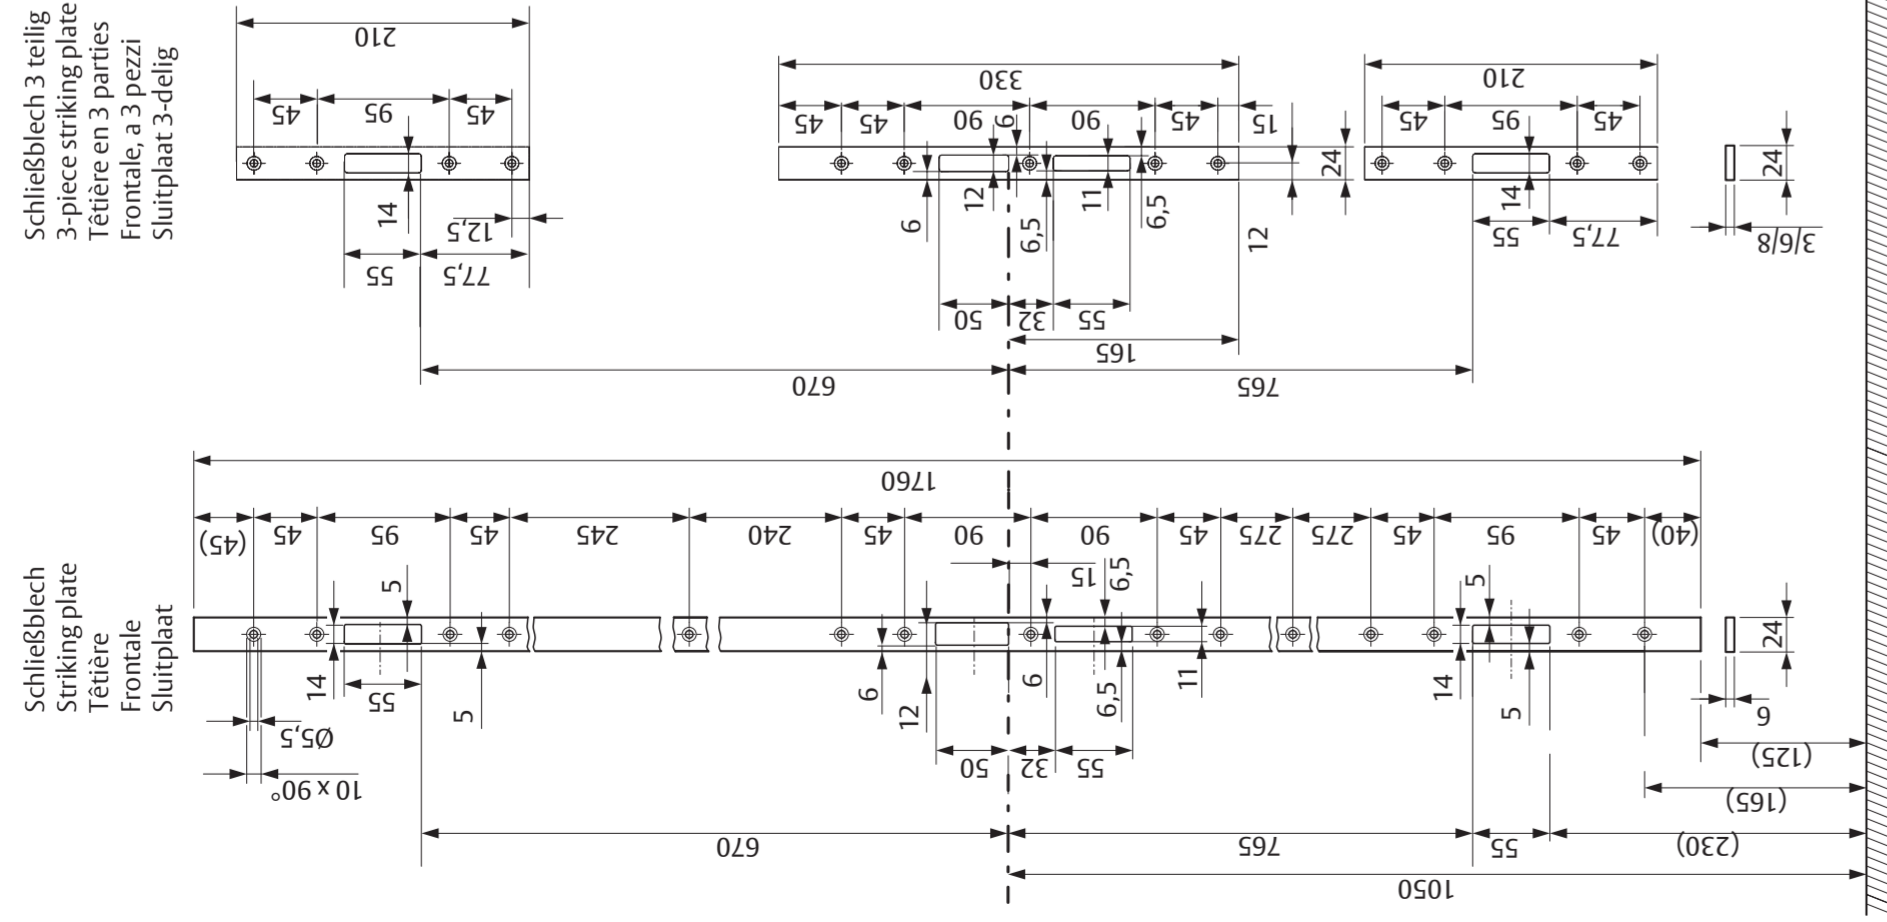 Schließblech 3 teilig
3-piece striking plate
Têtière en 3 parties
Frontale, a 3 pezzi
Sluitplaat 3-delig
210
45 95 45
14
12,5
55 77,5
330
45 45 90 6 90 45 15
24
6 12 6,5 11 6,5 12
50 32 55
165
670 765
210
45 95 45
14
55 77,5
24
3/6/8
Schließblech
Striking plate
Têtière
Frontale
Sluitplaat
1760
(45) 45 95 45 245 240 45 90 90 45 275 275 45 95 45 (40)
5 15 6,5 5
14 55 5 6 12 6 6,5 11 14 5
24
6
Ø5,5
10 x 90°
50 32 55
(125)
(165)
670 765 55 (230)
1050